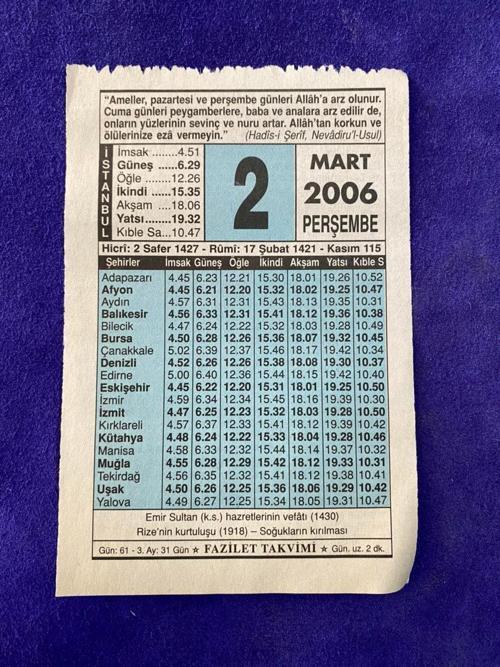 “Ameller, pazartesi ve perşembe günleri Allâh’a arz olunur.
Cuma günleri peygamberlere, baba ve analara arz edilir de,
onların yüzlerinin sevinç ve nuru artar. Allâh’tan korkun ve
ölülerinize ezâ vermeyin.” (Hadîs-i Şerif, Nevâdiru’l-Usul)
İSTANBUL
İmsak ........4.51
Güneş ......6.29
Öğle .......12.26
İkindi ......15.35
Akşam ....18.06
Yatsı.......19.32
Kıble Sa...10.47
2
MART
2006
PERŞEMBE
Hicrî: 2 Safer 1427 - Rûmî: 17 Şubat 1421 - Kasım 115
Şehirler İmsak Güneş Öğle İkindi Akşam Yatsı Kıble S
Adapazarı 4.45 6.23 12.21 15.30 18.01 19.26 10.52
Afyon 4.45 6.21 12.20 15.32 18.02 19.25 10.47
Aydın 4.57 6.31 12.31 15.43 18.13 19.35 10.31
Balıkesir 4.56 6.33 12.31 15.41 18.12 19.36 10.38
Bilecik 4.47 6.24 12.22 15.32 18.03 19.28 10.49
Bursa 4.50 6.28 12.26 15.36 18.07 19.32 10.45
Çanakkale 5.02 6.39 12.37 15.46 18.17 19.42 10.34
Denizli 4.52 6.26 12.26 15.38 18.08 19.30 10.37
Edirne 5.00 6.40 12.36 15.44 18.15 19.42 10.40
Eskişehir 4.45 6.22 12.20 15.31 18.01 19.25 10.50
İzmir 4.59 6.34 12.34 15.45 18.16 19.39 10.30
İzmit 4.47 6.25 12.23 15.32 18.03 19.28 10.50
Kırklareli 4.57 6.37 12.33 15.41 18.12 19.39 10.42
Kütahya 4.48 6.24 12.22 15.33 18.04 19.28 10.46
Manisa 4.58 6.33 12.32 15.44 18.14 19.37 10.32
Muğla 4.55 6.28 12.29 15.42 18.12 19.33 10.31
Tekirdağ 4.56 6.35 12.32 15.41 18.12 19.38 10.41
Uşak 4.50 6.26 12.25 15.36 18.06 19.29 10.42
Yalova 4.49 6.27 12.25 15.34 18.05 19.31 10.47
Emir Sultan (k.s.) hazretlerinin vefâtı (1430)
Rize’nin kurtuluşu (1918) – Soğukların kırılması
Gün: 61 - 3. Ay: 31 Gün ★ FAZİLET TAKVİMİ ★ Gün. uz. 2 dk.